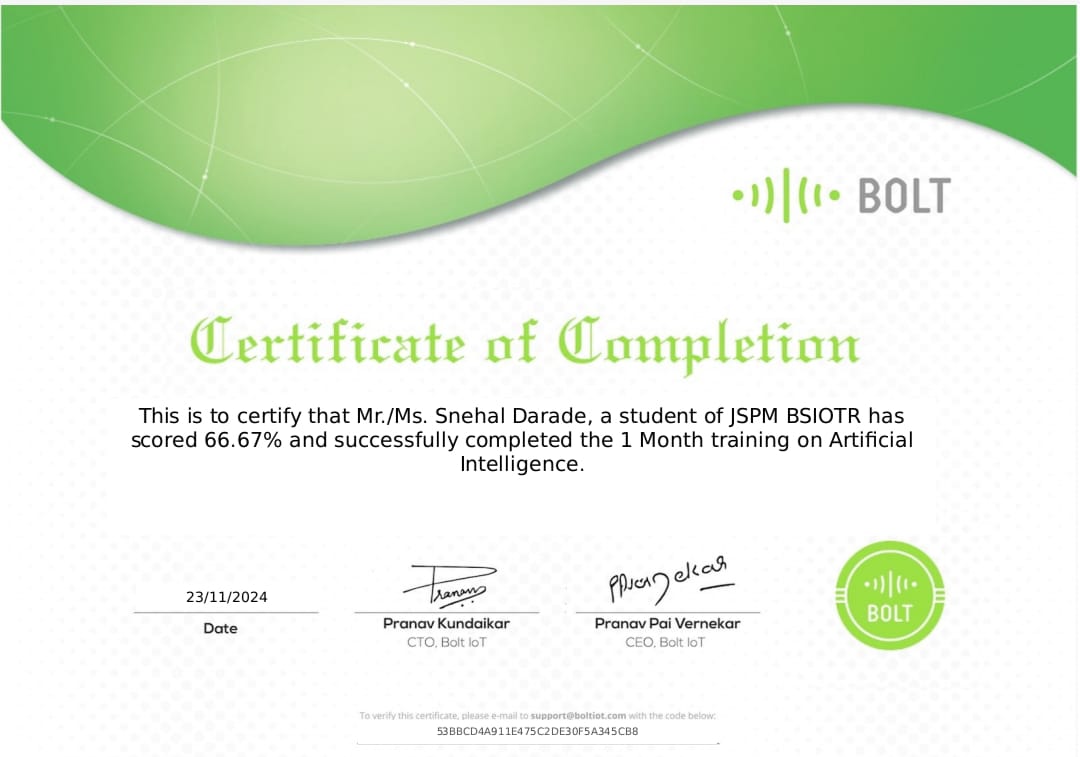 BOLT
Certificate of Completion
This is to certify that Mr./Ms. Snehal Darade, a student of JSPM BSIOTR has
scored 66.67% and successfully completed the 1 Month training on Artificial
Intelligence.
23/11/2024
Date
Pranav
Pranav Kundaikar
CTO, Bolt IoT
PPvernekar
Pranav Pai Vernekar
CEO, Bolt IoT
BOLT
To verify this certificate, please e-mail to support@boltiot.com with the code below:
53BBCD4A911E475C2DE30F5A345CB8